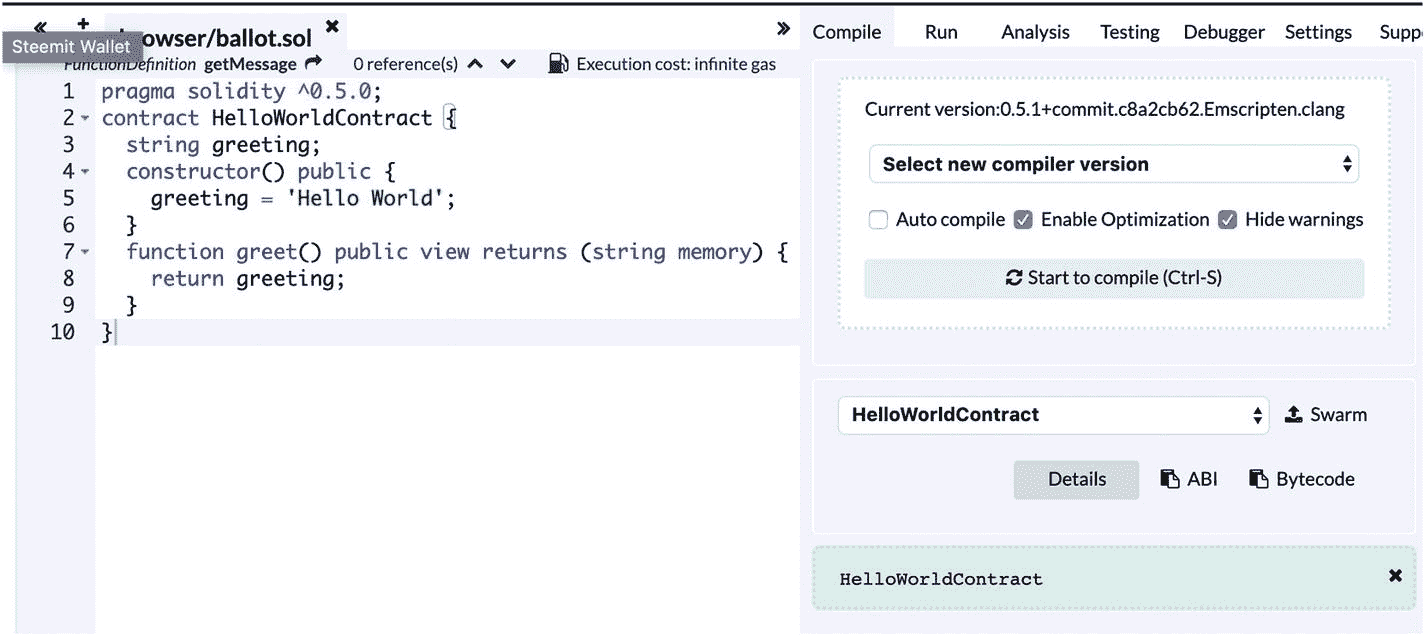 « + browser/ballot.sol ✖ »
Steemit Wallet
FunctionDefinition getMessage 0 reference(s) Execution cost: infinite gas
1 pragma solidity ^0.5.0;
2 contract HelloWorldContract {
3 string greeting;
4 constructor() public {
5 greeting = 'Hello World';
6 }
7 function greet() public view returns (string memory) {
8 return greeting;
9 }
10 }
Compile Run Analysis Testing Debugger Settings Supp
Current version:0.5.1+commit.c8a2cb62.Emscripten.clang
Select new compiler version
Auto compile Enable Optimization Hide warnings
Start to compile (Ctrl-S)
HelloWorldContract Swarm
Details ABI Bytecode
HelloWorldContract ✖